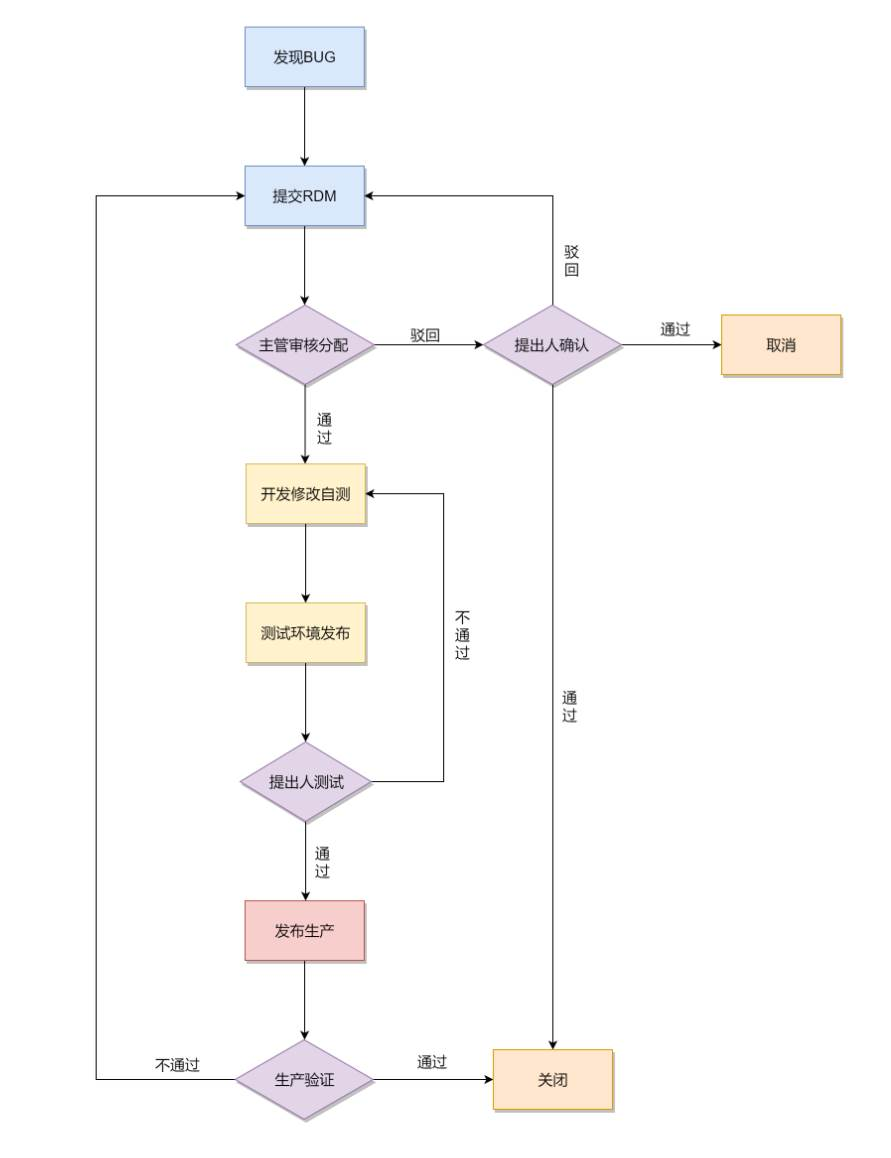 发现BUG
提交RDM
驳
回
主管审核分配
驳回
提出人确认
通过
取消
通
过
开发修改自测
测试环境发布
不
通
过
通
过
提出人测试
通
过
发布生产
不通过
生产验证
通过
关闭